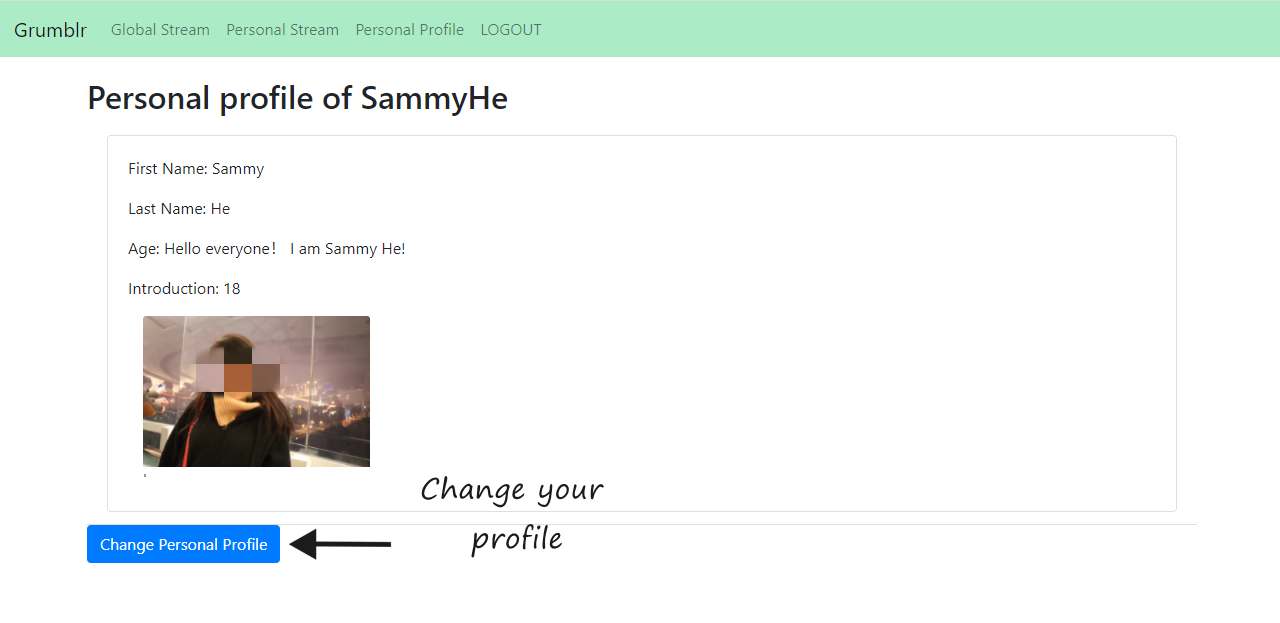 Grumblr Global Stream Personal Stream Personal Profile LOGOUT
Personal profile of SammyHe
First Name: Sammy
Last Name: He
Age: Hello everyone！ I am Sammy He!
Introduction: 18
Change your
profile
Change Personal Profile